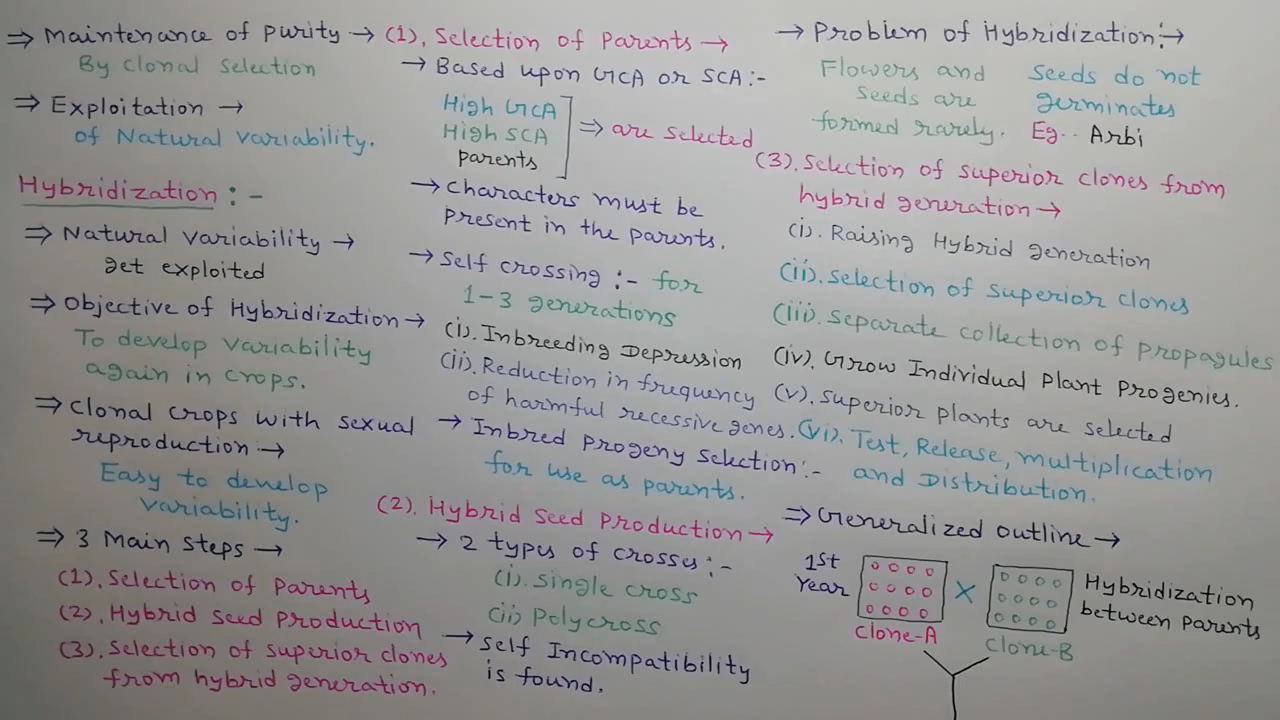 ⇒ Maintenance of purity →
By clonal selection
⇒ Exploitation →
of Natural variability.
Hybridization :-
⇒ Natural variability →
get exploited
⇒ Objective of Hybridization →
To develop variability
again in crops.
⇒ clonal crops with sexual
reproduction :→
Easy to develop
variability.
⇒ 3 Main steps →
(1). Selection of Parents
(2). Hybrid Seed Production
(3). Selection of superior clones
from hybrid generation.
(1). Selection of Parents →
→ Based upon GCA or SCA :-
High GCA
High SCA
parents
⇒ are selected
→ characters must be
present in the parents.
→ Self crossing :- for
1-3 generations
(i). Inbreeding Depression
(ii). Reduction in frequency
of harmful recessive genes.
→ Inbred Progeny Selection :-
for use as parents.
(2). Hybrid Seed Production →
→ 2 types of crosses :-
(i). Single cross
(ii) Polycross
→ Self Incompatibility
is found.
→ Problem of Hybridization :→
Flowers and
seeds are
formed rarely.
Seeds do not
germinates
Eg.. Arbi
(3). Selection of superior clones from
hybrid generation →
(i). Raising Hybrid generation
(ii). Selection of superior clones
(iii). Separate collection of propagules
(iv). Grow Individual Plant Progenies.
(v). Superior plants are selected
(vi). Test, Release, multiplication
and Distribution.
⇒ Generalized outline →
1st
Year
Clone-A
×
Clone-B
Hybridization
between parents